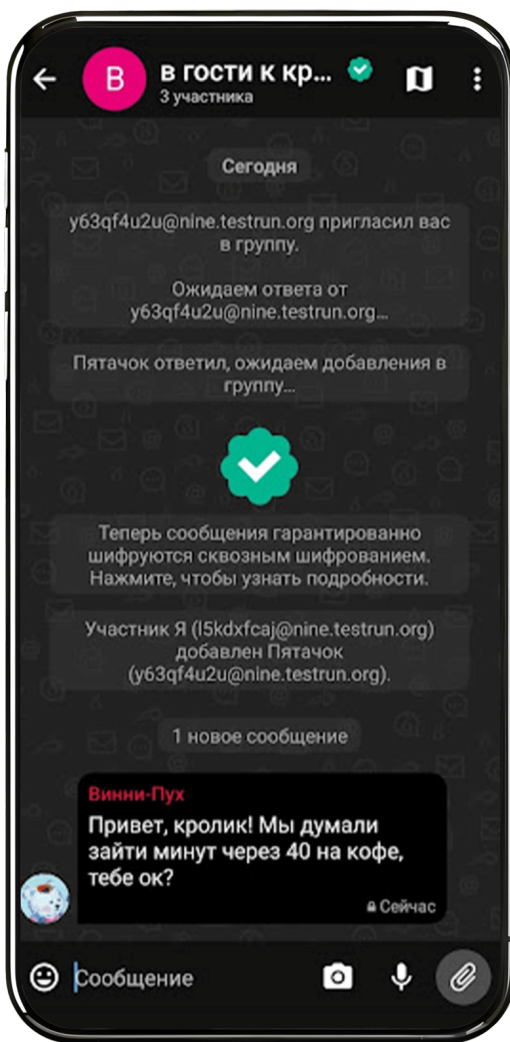 В
в гости к кр...
3 участника
Сегодня
y63qf4u2u@nine.testrun.org пригласил вас
в группу.
Ожидаем ответа от
y63qf4u2u@nine.testrun.org...
Пятачок ответил, ожидаем добавления в
группу...
Теперь сообщения гарантированно
шифруются сквозным шифрованием.
Нажмите, чтобы узнать подробности.
Участник Я (l5kdxfcaj@nine.testrun.org)
добавлен Пятачок
(y63qf4u2u@nine.testrun.org).
1 новое сообщение
Винни-Пух
Привет, кролик! Мы думали
зайти минут через 40 на кофе,
тебе ок?
Сейчас
Сообщение